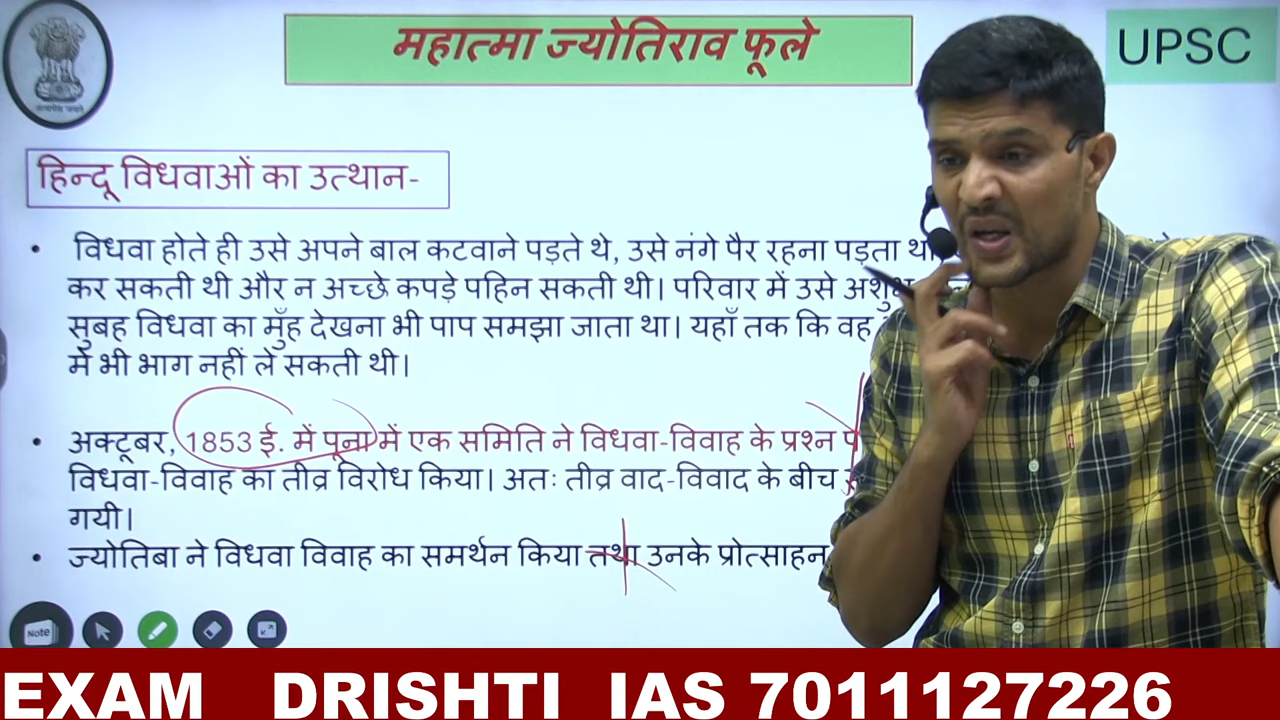 महात्मा ज्योतिराव फूले
UPSC
हिन्दू विधवाओं का उत्थान-
• विधवा होते ही उसे अपने बाल कटवाने पड़ते थे, उसे नंगे पैर रहना पड़ता
कर सकती थी और न अच्छे कपड़े पहिन सकती थी। परिवार में उसे
सुबह विधवा का मुँह देखना भी पाप समझा जाता था। यहाँ तक कि वह
में भी भाग नहीं ले सकती थी।
• अक्टूबर, 1853 ई. में पूना में एक समिति ने विधवा-विवाह के प्रश्न
विधवा-विवाह का तीव्र विरोध किया। अतः तीव्र वाद-विवाद के बीच
गयी।
• ज्योतिबा ने विधवा विवाह का समर्थन किया तथा उनके प्रोत्साहन
Note
EXAM DRISHTI IAS 7011127226